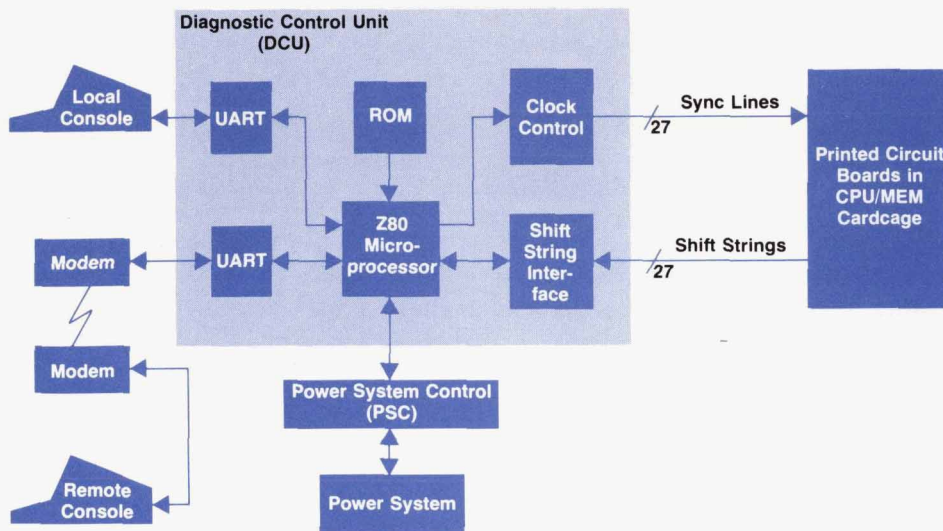 Diagnostic Control Unit
(DCU)
Local
Console
UART
ROM
Clock
Control
Sync Lines
27
Printed Circuit
Boards in
CPU/MEM
Cardcage
Z80
Micro-
processor
Shift
String
Inter-
face
Shift Strings
27
Modem
UART
Modem
Power System Control
(PSC)
Remote
Console
Power System